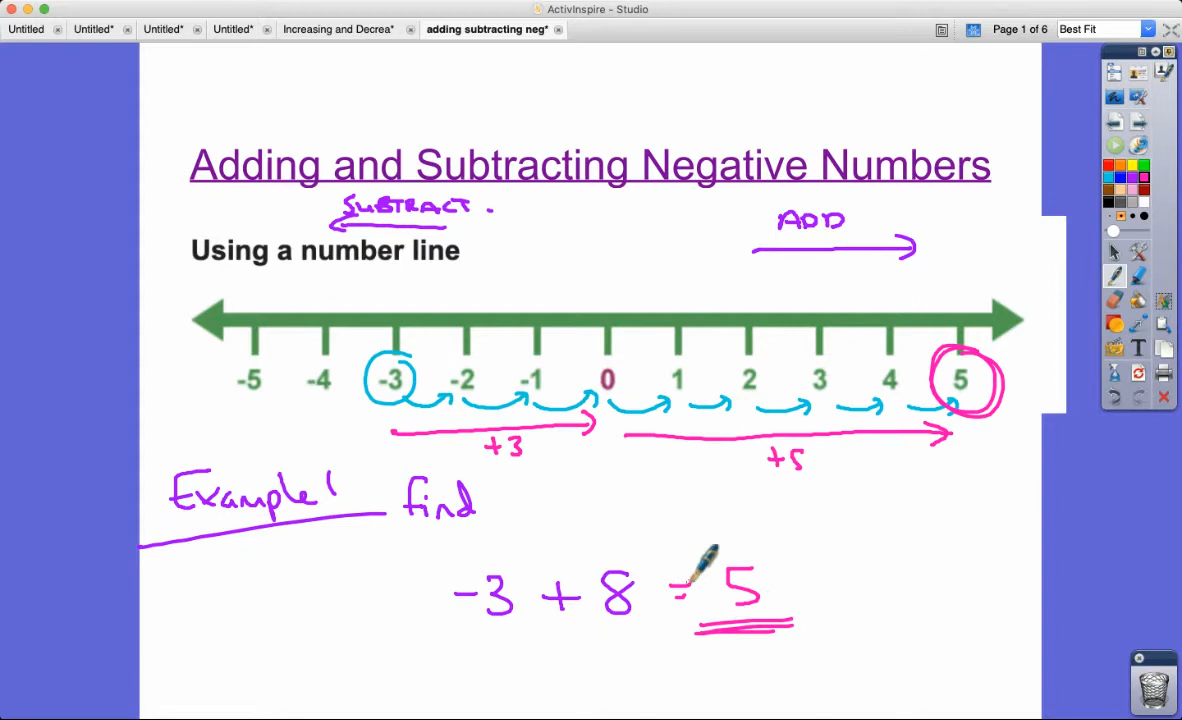 ActivInspire - Studio
Untitled Untitled* Untitled* Untitled* Increasing and Decrea* adding subtracting neg* Page 1 of 6 Best Fit
Adding and Subtracting Negative Numbers
SUBTRACT. ADD
Using a number line
-5 -4 -3 -2 -1 0 1 2 3 4 5
+3 +5
Example 1 find
-3 + 8 = 5